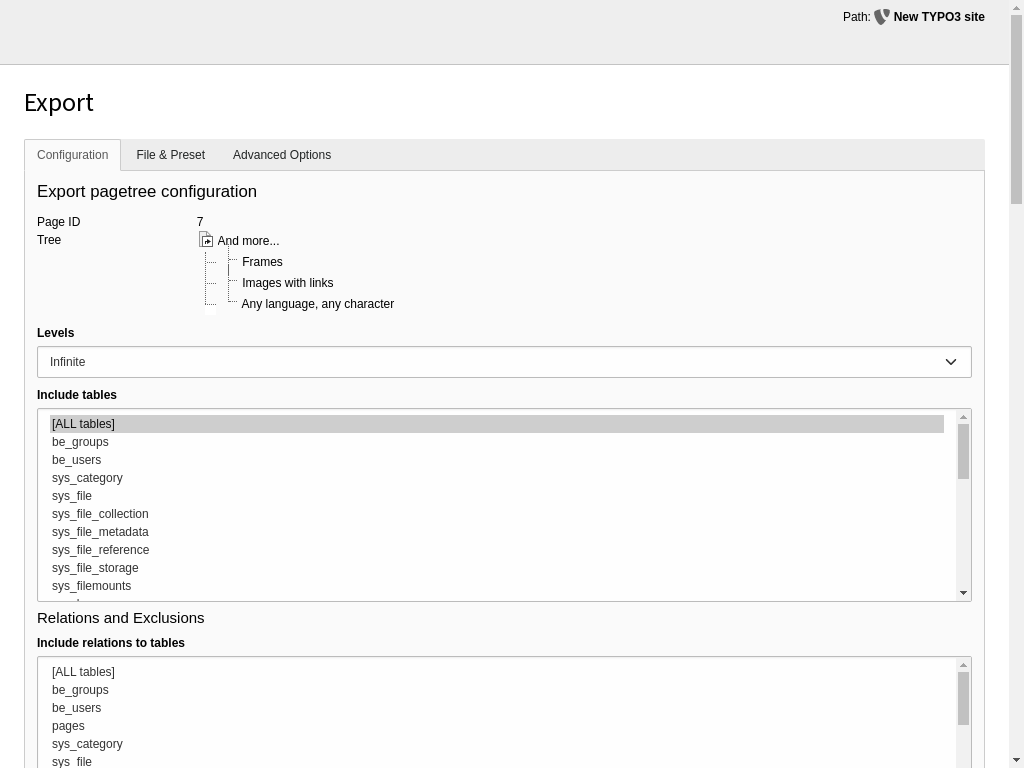 Path: New TYPO3 site
Export
Configuration File & Preset Advanced Options
Export pagetree configuration
Page ID 7
Tree And more...
Frames
Images with links
Any language, any character
Levels
Infinite
Include tables
[ALL tables]
be_groups
be_users
sys_category
sys_file
sys_file_collection
sys_file_metadata
sys_file_reference
sys_file_storage
sys_filemounts
Relations and Exclusions
Include relations to tables
[ALL tables]
be_groups
be_users
pages
sys_category
sys_file